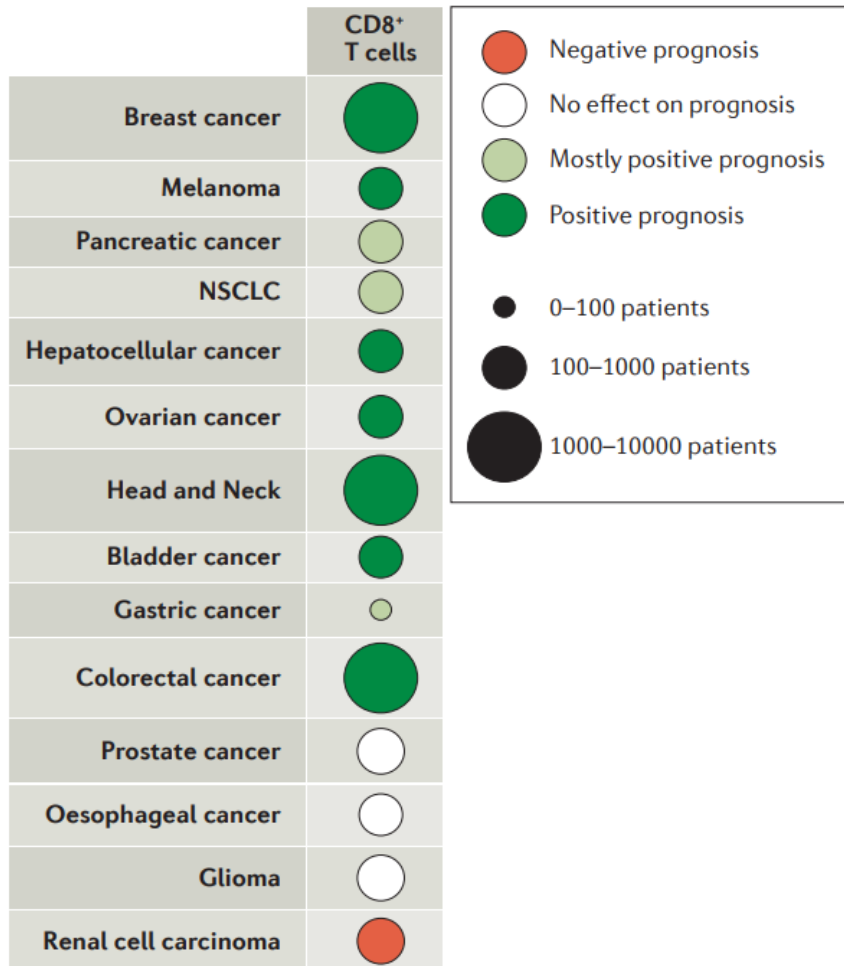 CD8⁺
T cells
Breast cancer
Melanoma
Pancreatic cancer
NSCLC
Hepatocellular cancer
Ovarian cancer
Head and Neck
Bladder cancer
Gastric cancer
Colorectal cancer
Prostate cancer
Oesophageal cancer
Glioma
Renal cell carcinoma
Negative prognosis
No effect on prognosis
Mostly positive prognosis
Positive prognosis
0–100 patients
100–1000 patients
1000–10000 patients